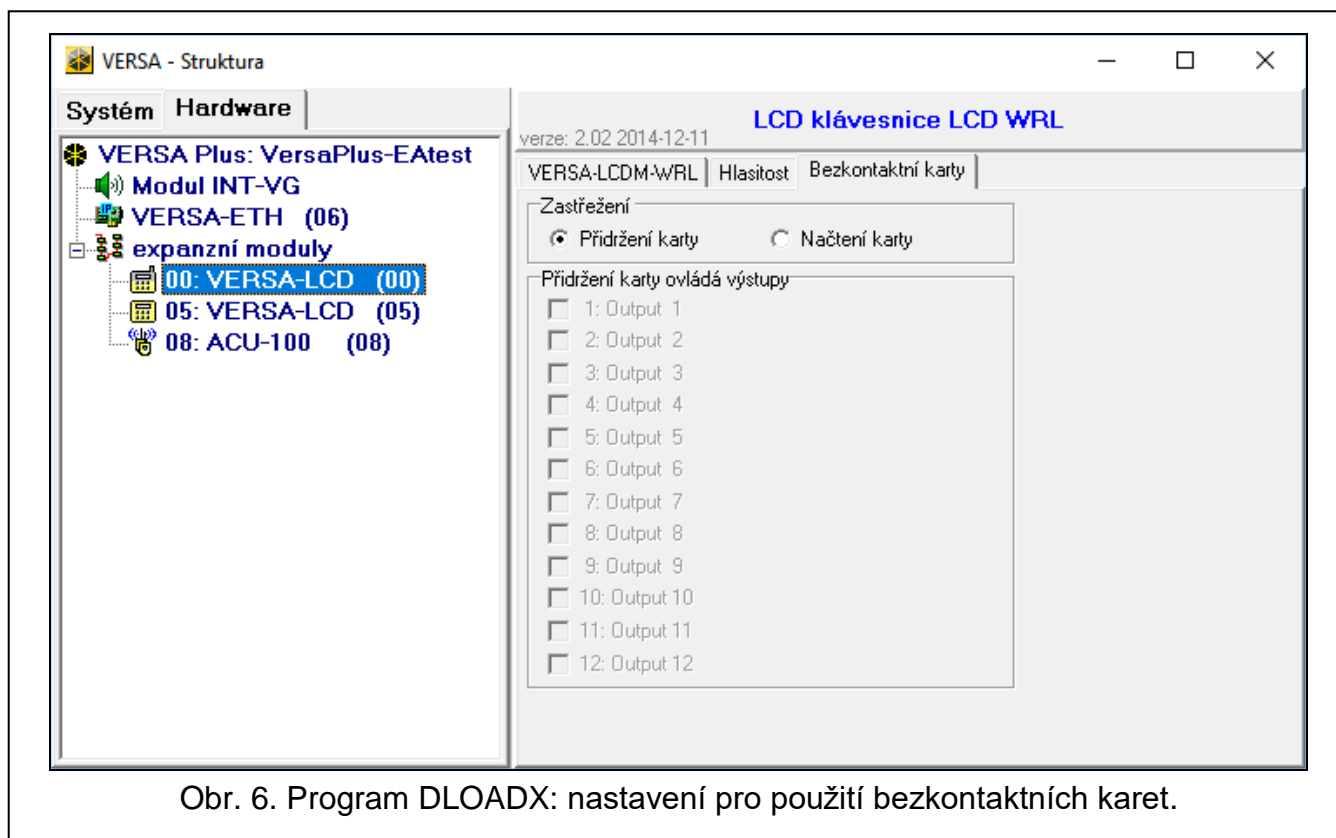 VERSA - Struktura
Systém Hardware
VERSA Plus: VersaPlus-EAtest
Modul INT-VG
VERSA-ETH (06)
expanzní moduly
00: VERSA-LCD (00)
05: VERSA-LCD (05)
08: ACU-100 (08)
LCD klávesnice LCD WRL
verze: 2.02 2014-12-11
VERSA-LCDM-WRL Hlasitost Bezkontaktní karty
Zastřežení
Přidržení karty Načtení karty
Přidržení karty ovládá výstupy
1: Output 1
2: Output 2
3: Output 3
4: Output 4
5: Output 5
6: Output 6
7: Output 7
8: Output 8
9: Output 9
10: Output 10
11: Output 11
12: Output 12
Obr. 6. Program DLOADX: nastavení pro použití bezkontaktních karet.